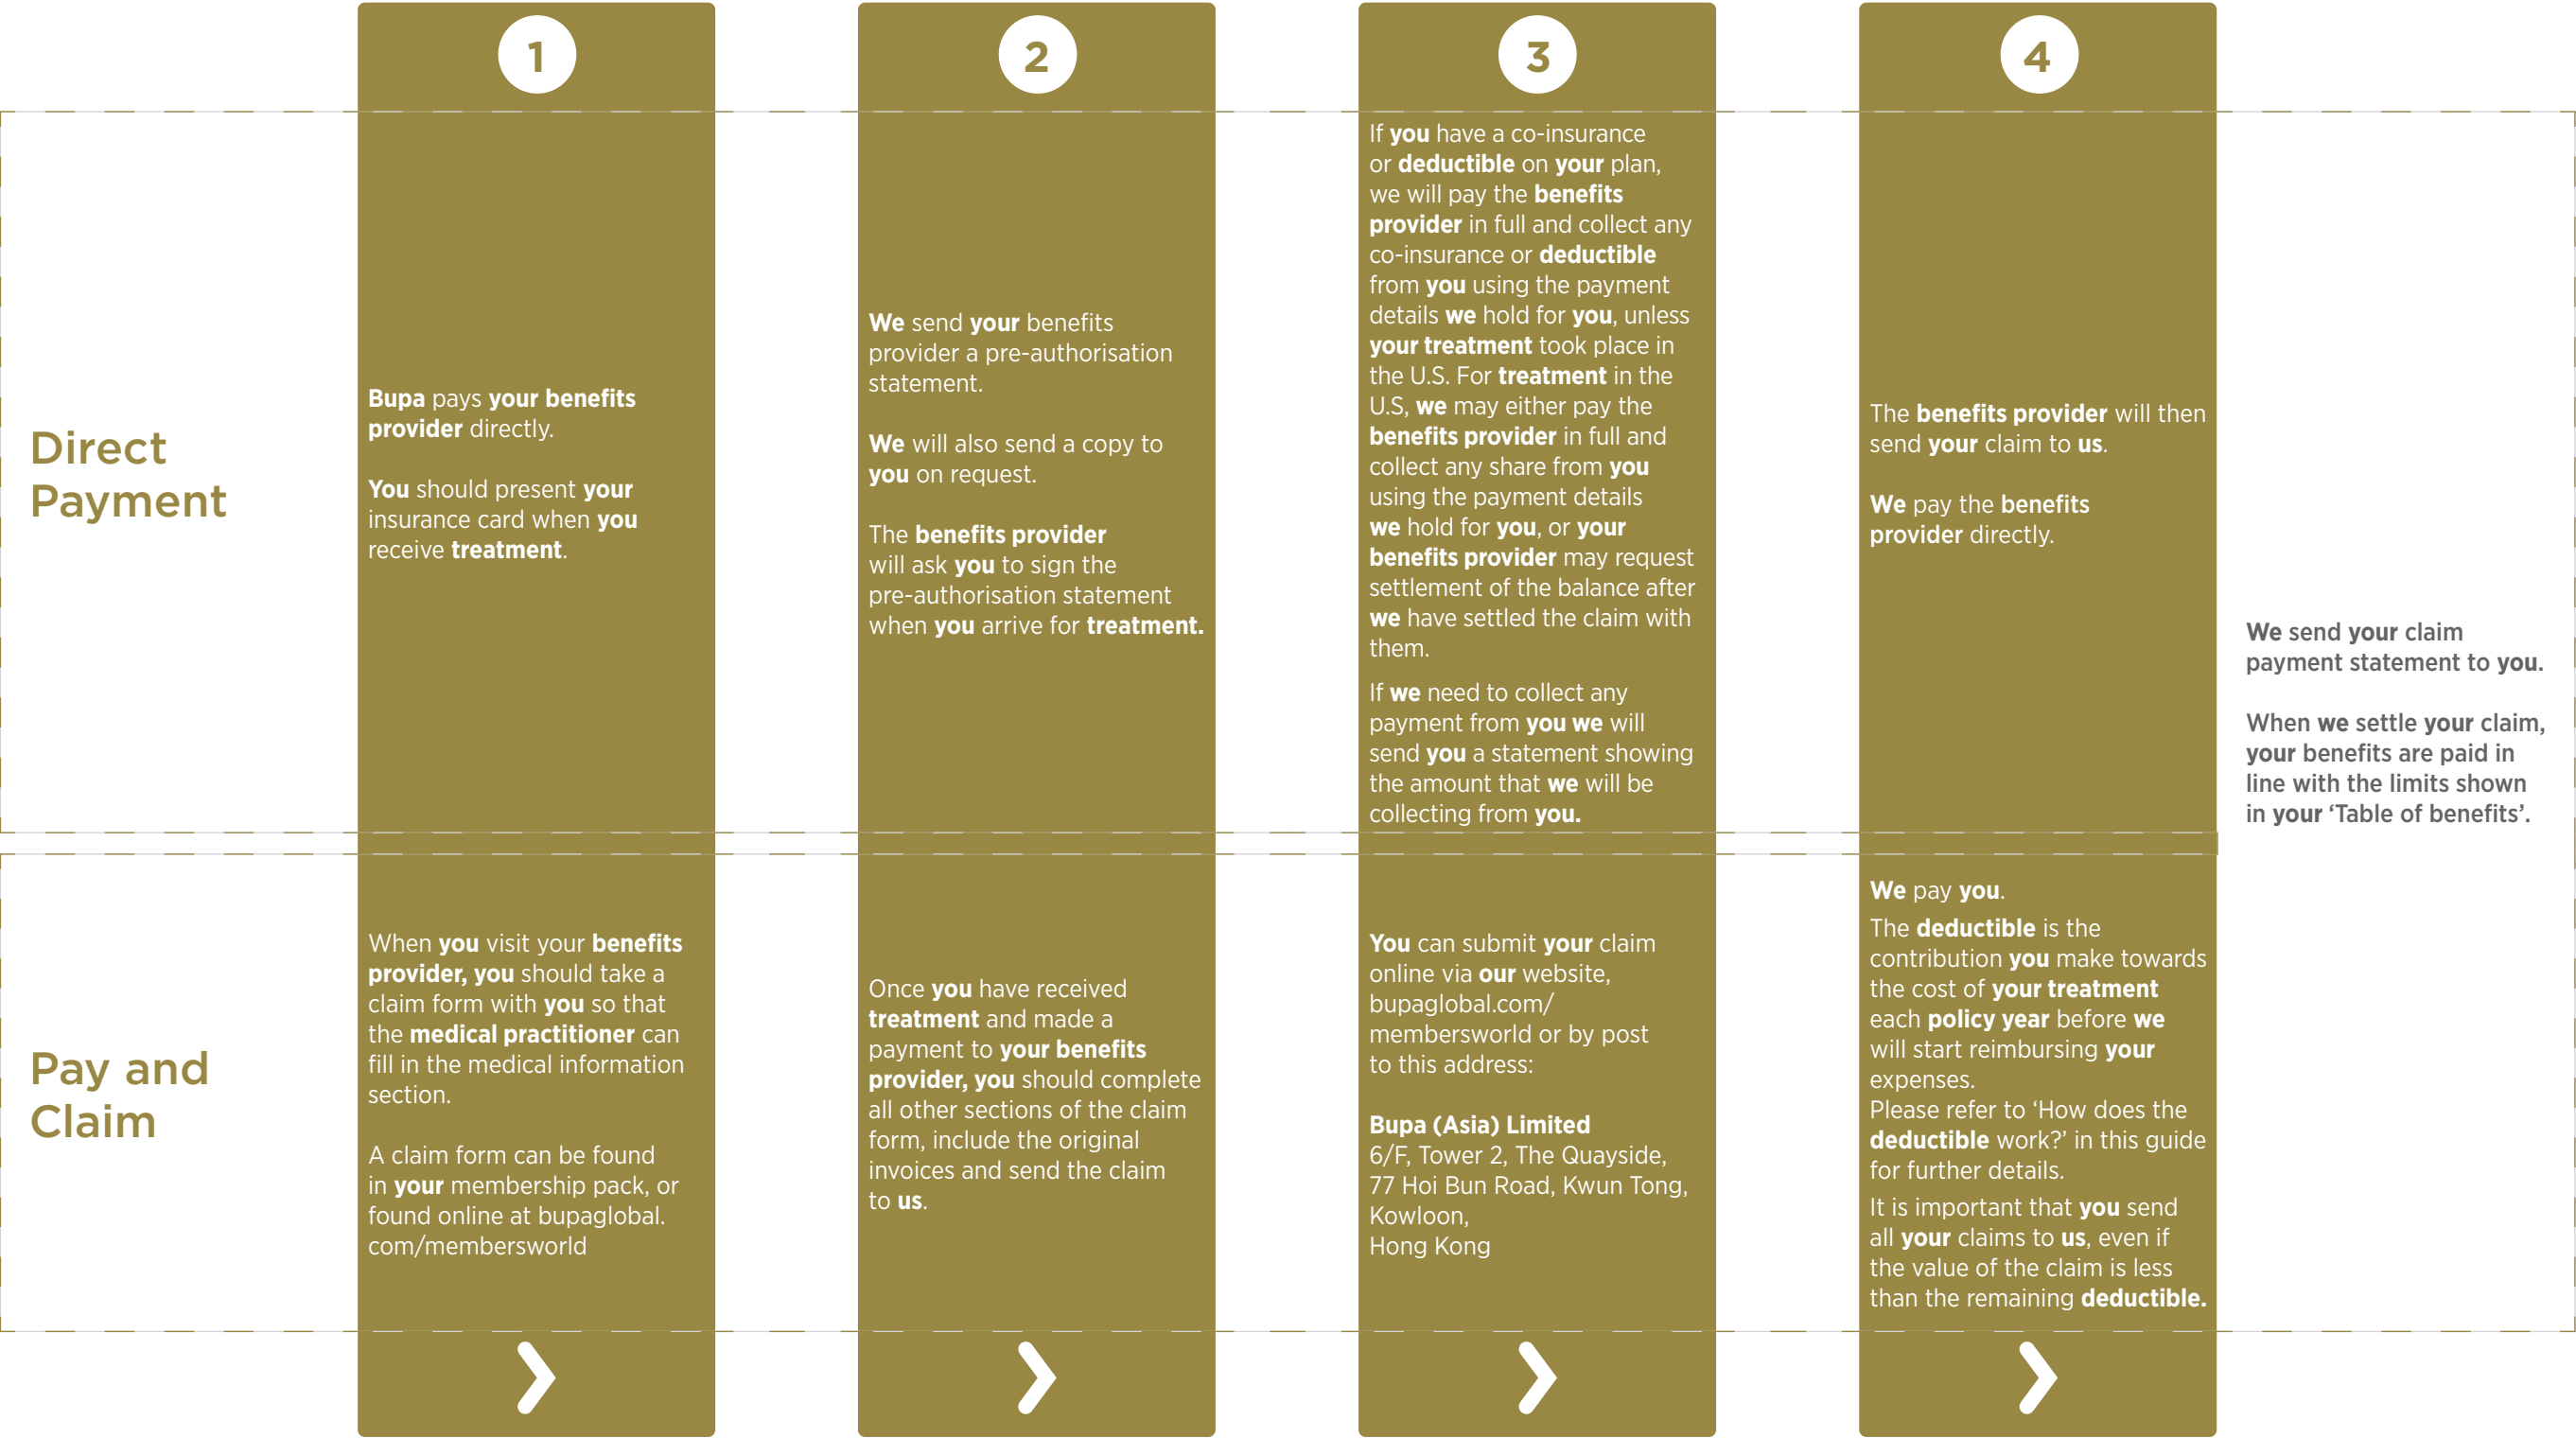 1
2
3
4
Direct
Payment
Bupa pays your benefits
provider directly.
You should present your
insurance card when you
receive treatment.
We send your benefits
provider a pre-authorisation
statement.
We will also send a copy to
you on request.
The benefits provider
will ask you to sign the
pre-authorisation statement
when you arrive for treatment.
If you have a co-insurance
or deductible on your plan,
we will pay the benefits
provider in full and collect any
co-insurance or deductible
from you using the payment
details we hold for you, unless
your treatment took place in
the U.S. For treatment in the
U.S, we may either pay the
benefits provider in full and
collect any share from you
using the payment details
we hold for you, or your
benefits provider may request
settlement of the balance after
we have settled the claim with
them.
If we need to collect any
payment from you we will
send you a statement showing
the amount that we will be
collecting from you.
The benefits provider will then
send your claim to us.
We pay the benefits
provider directly.
Pay and
Claim
When you visit your benefits
provider, you should take a
claim form with you so that
the medical practitioner can
fill in the medical information
section.
A claim form can be found
in your membership pack, or
found online at bupaglobal.
com/membersworld
Once you have received
treatment and made a
payment to your benefits
provider, you should complete
all other sections of the claim
form, include the original
invoices and send the claim
to us.
You can submit your claim
online via our website,
bupaglobal.com/
membersworld or by post
to this address:
Bupa (Asia) Limited
6/F, Tower 2, The Quayside,
77 Hoi Bun Road, Kwun Tong,
Kowloon,
Hong Kong
We pay you.
The deductible is the
contribution you make towards
the cost of your treatment
each policy year before we
will start reimbursing your
expenses.
Please refer to ‘How does the
deductible work?’ in this guide
for further details.
It is important that you send
all your claims to us, even if
the value of the claim is less
than the remaining deductible.
We send your claim
payment statement to you.
When we settle your claim,
your benefits are paid in
line with the limits shown
in your ‘Table of benefits’.